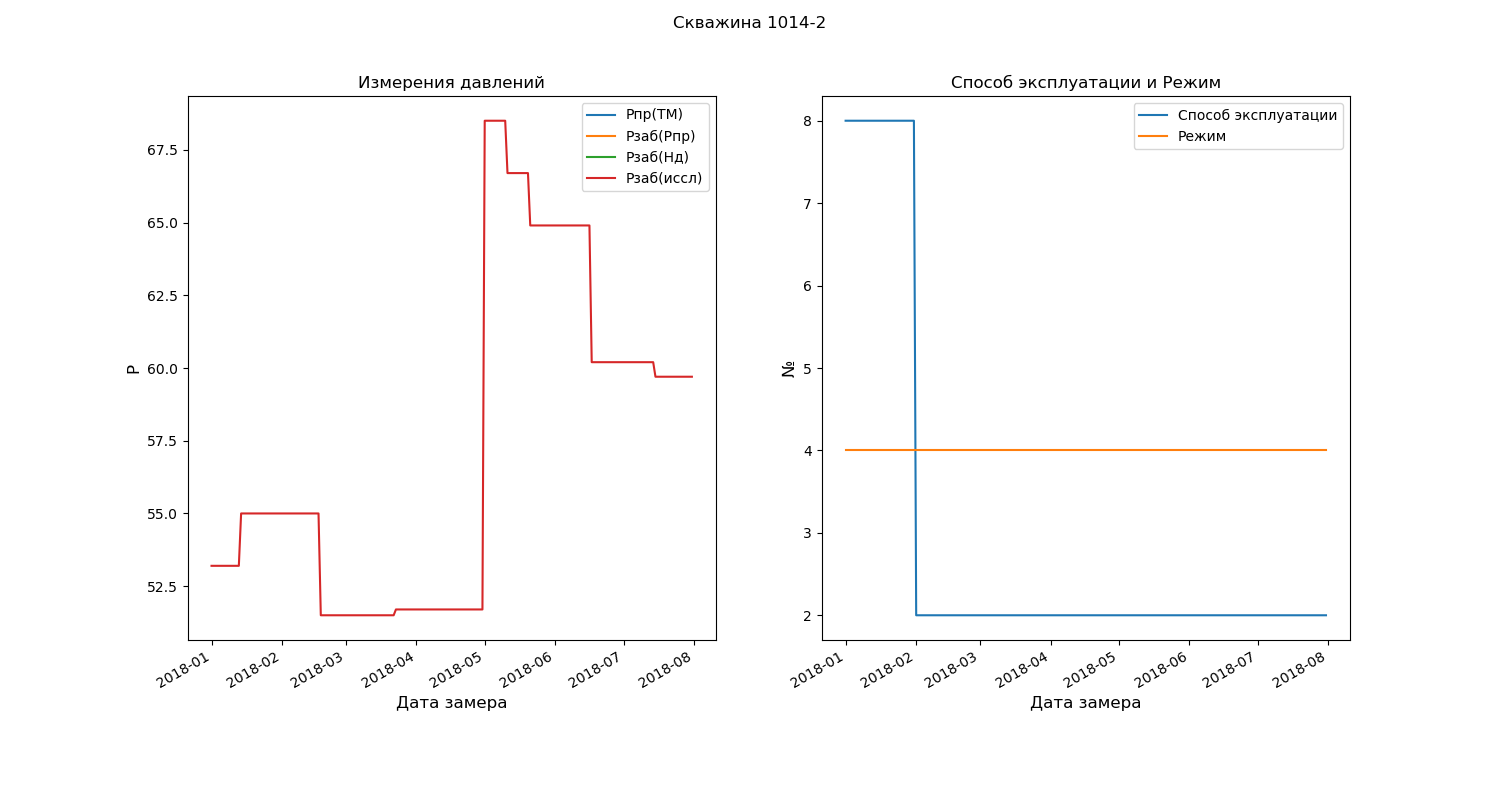 Скважина 1014-2
Измерения давлений
Рпр(ТМ)
Рзаб(Рпр)
Рзаб(Нд)
Рзаб(иссл)
67.5
65.0
62.5
60.0
57.5
55.0
52.5
Р
2018-01 2018-02 2018-03 2018-04 2018-05 2018-06 2018-07 2018-08
Дата замера
Способ эксплуатации и Режим
Способ эксплуатации
Режим
8
7
6
5
4
3
2
№
2018-01 2018-02 2018-03 2018-04 2018-05 2018-06 2018-07 2018-08
Дата замера